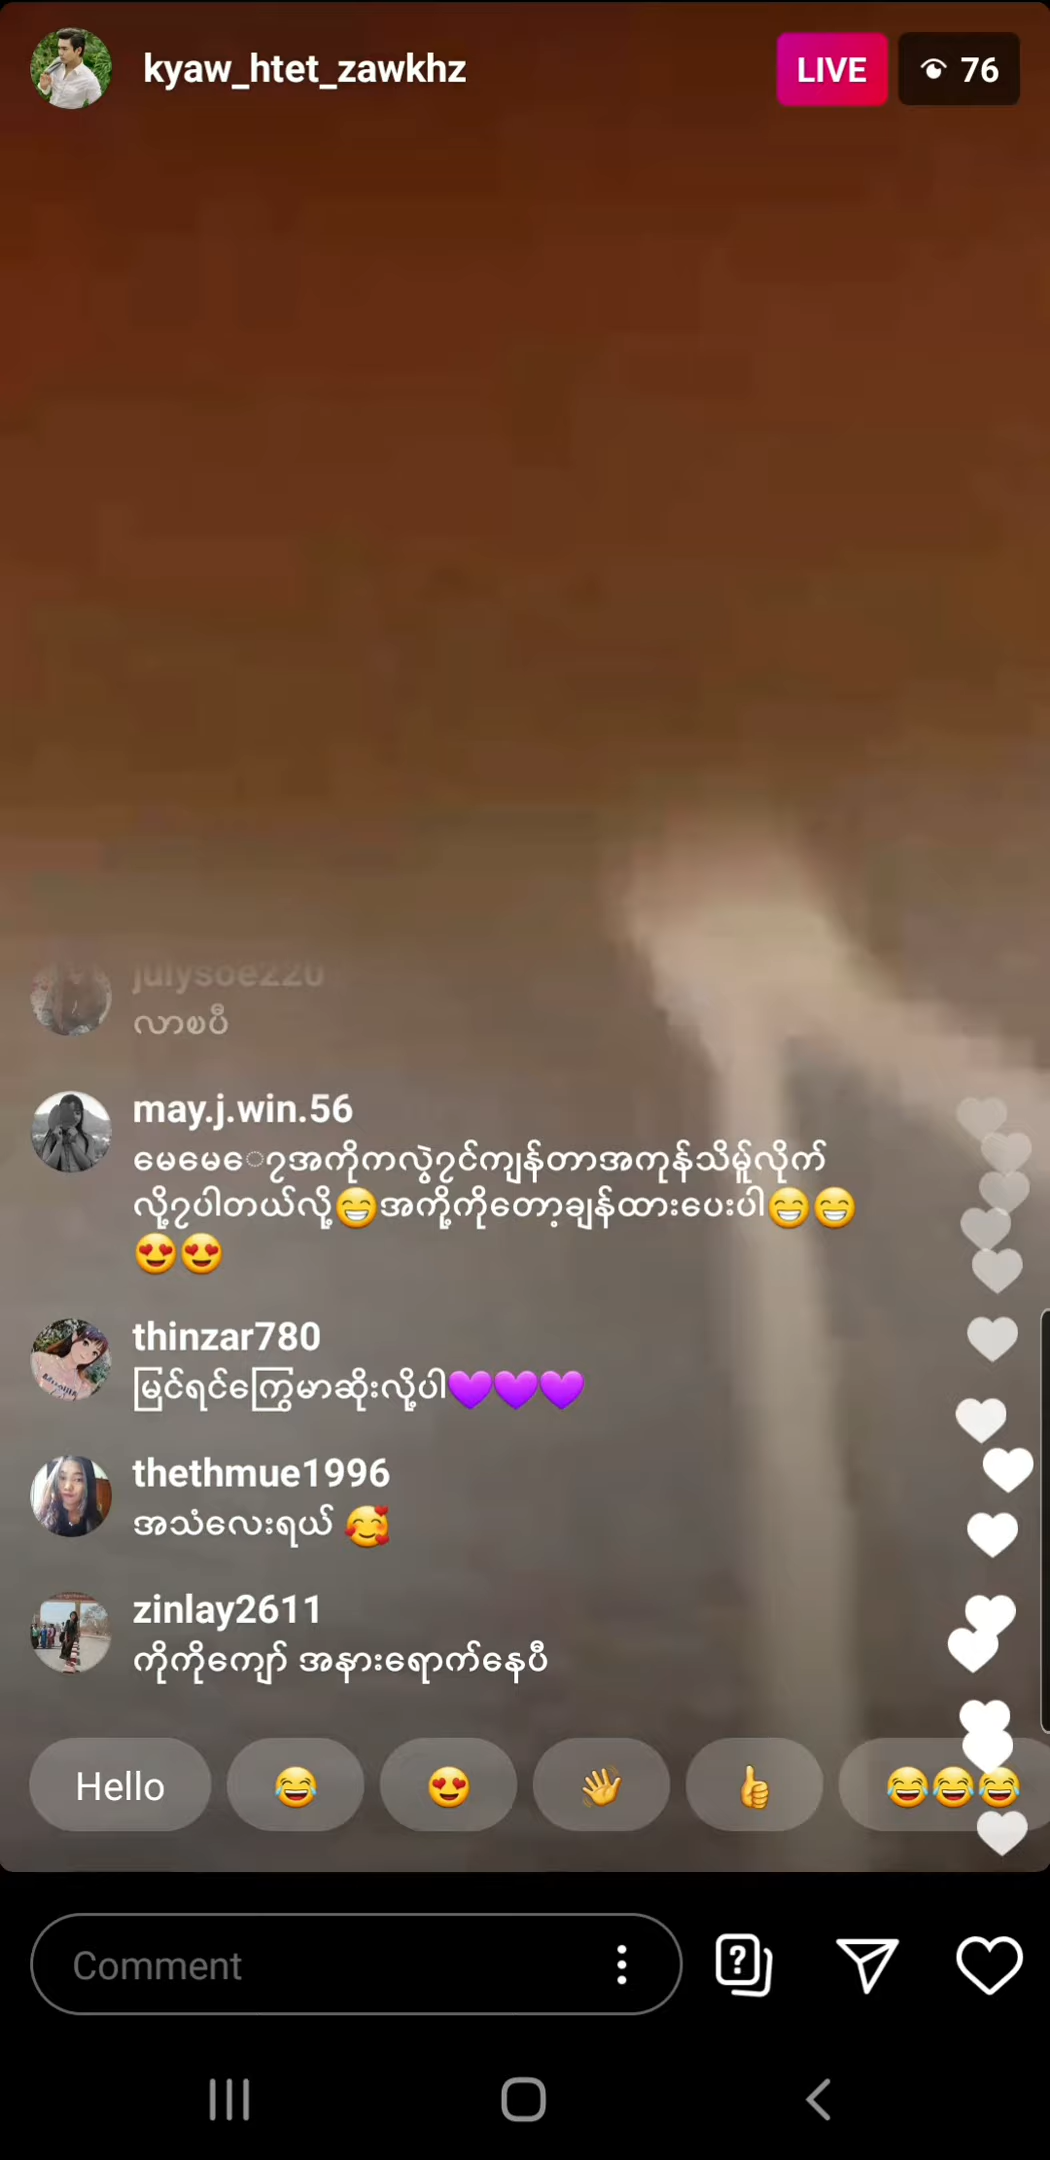 kyaw_htet_zawkhz
LIVE
76
julysoe220
လာစပီ
may.j.win.56
မေမေေ၇အကိုကလွဲ၇င်ကျန်တာအကုန်သိမ့်ူလိုက်
လို့၇ပါတယ်လို့😁အကို့ကိုတော့ချန်ထားပေးပါ😁😁
😍😍
thinzar780
မြင်ရင်ကြွေမာဆိုးလို့ပါ💜💜💜
thethmue1996
အသံလေးရယ် 🥰
zinlay2611
ကိုကိုကျော် အနားရောက်နေပီ
Hello 😂 😍 👋 👍 😂😂😂
Comment